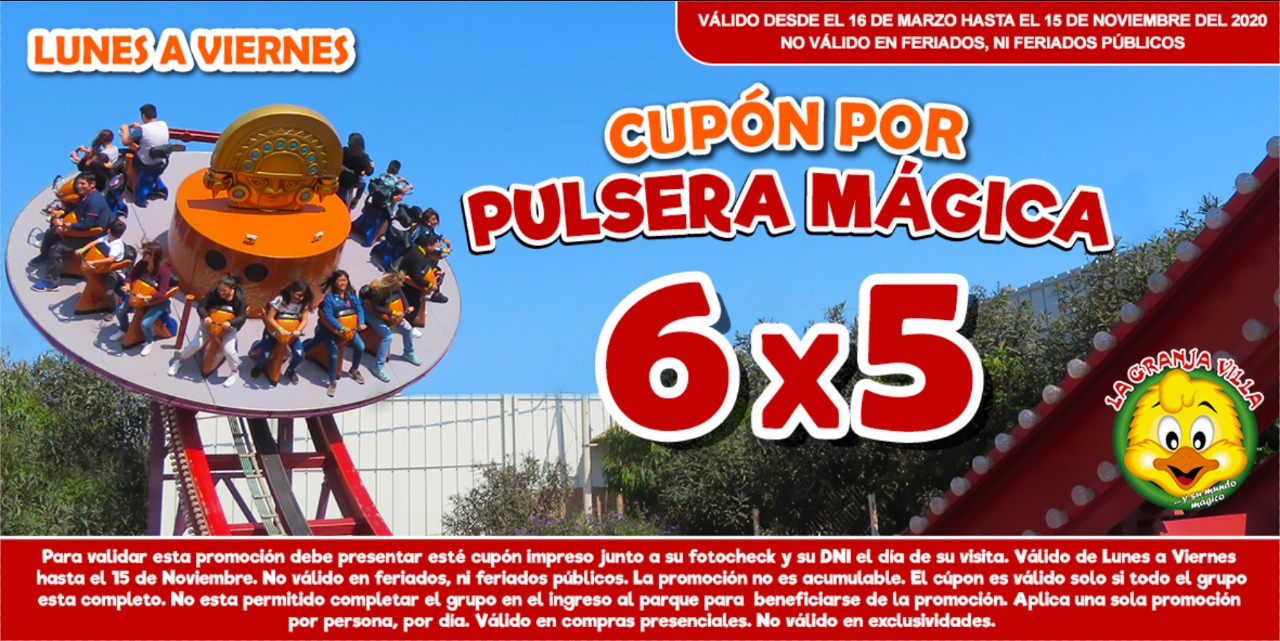 LUNES A VIERNES
VÁLIDO DESDE EL 16 DE MARZO HASTA EL 15 DE NOVIEMBRE DEL 2020
NO VÁLIDO EN FERIADOS, NI FERIADOS PÚBLICOS
CUPÓN POR
PULSERA MÁGICA
6x5
LA GRANJA VILLA
...y su mundo
mágico
Para validar esta promoción debe presentar esté cupón impreso junto a su fotocheck y su DNI el día de su visita. Válido de Lunes a Viernes
hasta el 15 de Noviembre. No válido en feriados, ni feriados públicos. La promoción no es acumulable. El cúpon es válido solo si todo el grupo
esta completo. No esta permitido completar el grupo en el ingreso al parque para beneficiarse de la promoción. Aplica una sola promoción
por persona, por día. Válido en compras presenciales. No válido en exclusividades.